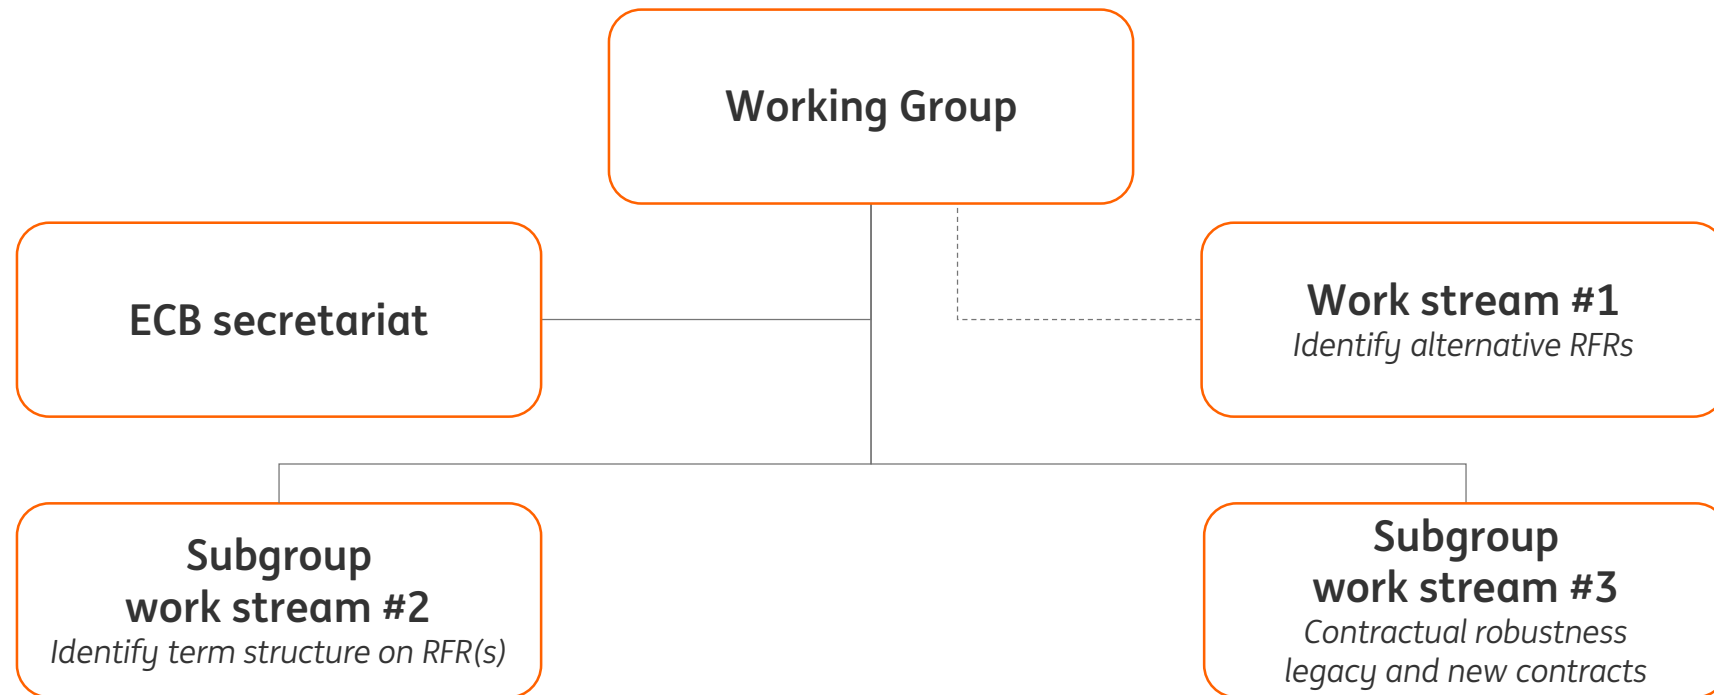 Working Group
ECB secretariat
Work stream #1
Identify alternative RFRs
Subgroup
work stream #2
Identify term structure on RFR(s)
Subgroup
work stream #3
Contractual robustness
legacy and new contracts